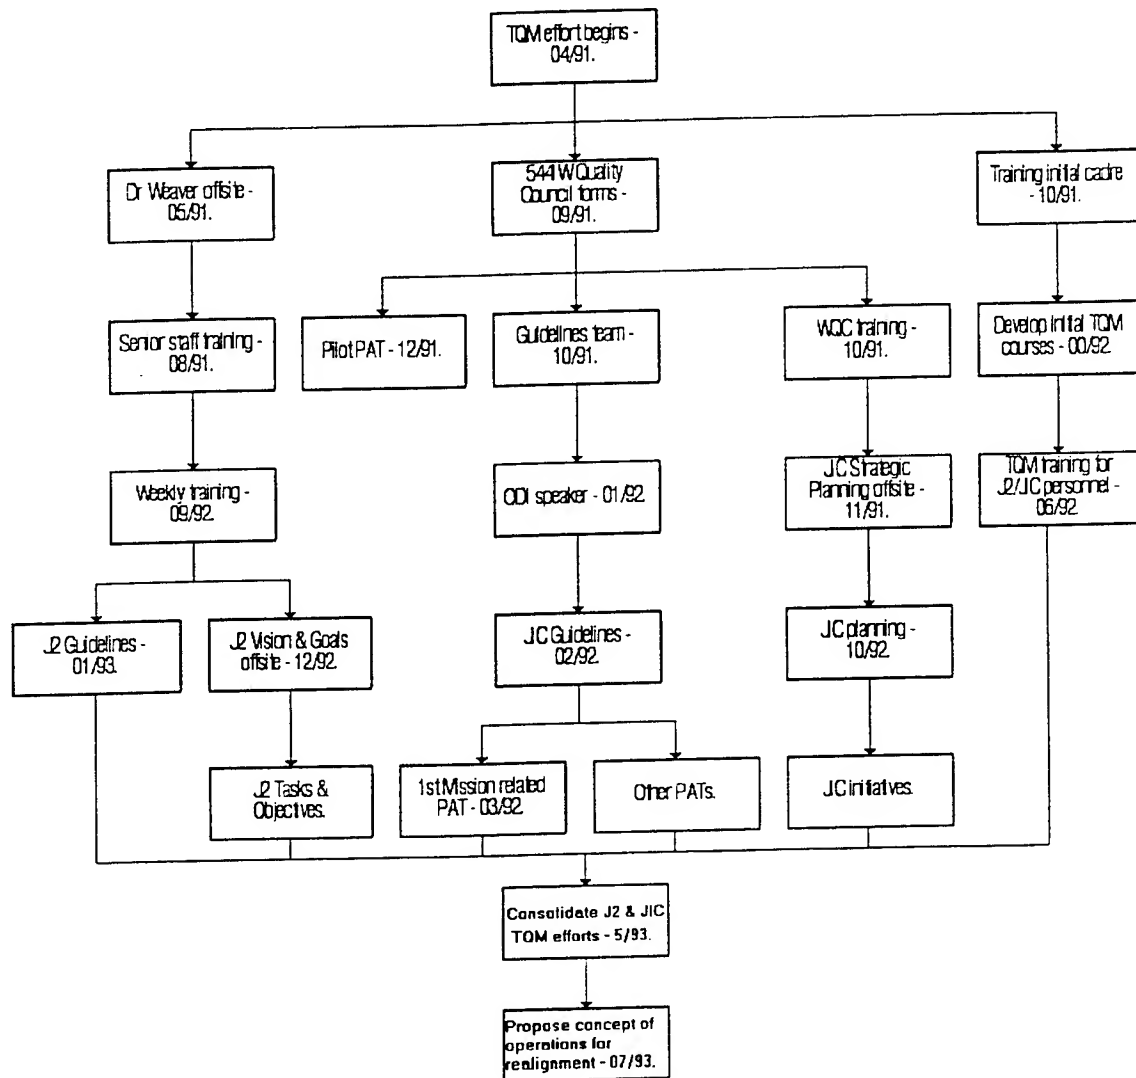 TQM effort begins -
04/91.
Dr Weaver offsite -
05/91.
544IW Quality
Council forms -
09/91.
Training initial cadre
- 10/91.
Senior staff training -
08/91.
Pilot PAT - 12/91.
Guidelines team -
10/91.
WQC training -
10/91.
Develop initial TQM
courses - 00/92.
Weekly training -
09/92.
ODI speaker - 01/92.
JIC Strategic
Planning offsite -
11/91.
TQM training for
J2/JIC personnel -
06/92.
J2 Guidelines -
01/93.
J2 Vision & Goals
offsite - 12/92.
JIC Guidelines -
02/92.
JIC planning -
10/92.
J2 Tasks &
Objectives.
1st Mission related
PAT - 03/92.
Other PATs.
JIC initiatives.
Consolidate J2 & JIC
TQM efforts - 5/93.
Propose concept of
operations for
realignment - 07/93.